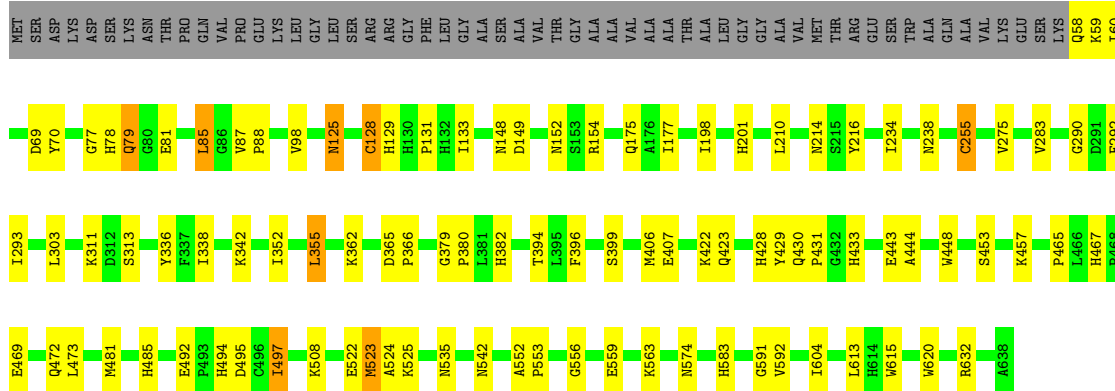 MET SER ASP LYS ASP SER LYS ASN THR PRO GLN VAL PRO GLU LYS LEU GLY LEU SER ARG ARG GLY PHE LEU GLY ALA SER ALA VAL THR GLY ALA ALA VAL ALA ALA THR ALA LEU GLY GLY ALA VAL MET THR ARG GLU SER TRP ALA GLN ALA VAL LYS GLU SER LYS Q58 K59 I60
D69 Y70 G77 H78 Q79 G80 E81 L85 G86 V87 P88 V98 N125 C128 H129 H130 P131 H132 I133 N148 D149 N152 S153 R154 Q175 A176 I177 I198 H201 L210 N214 S215 Y216 I234 N238 C255 V275 V283 G290 D291
I293 L303 K311 D312 S313 Y336 F337 I338 K342 I352 L355 K362 D365 P366 G379 P380 L381 H382 T394 L395 F396 S399 M406 E407 K422 Q423 H428 Y429 Q430 P431 G432 H433 E443 A444 W448 S453 K457 P465 L466 H467
E469 Q472 L473 M481 H485 E492 P493 H494 D495 C496 I497 K508 E522 M523 A524 K525 N535 N542 A552 P553 G556 E559 K563 N574 H583 G591 V592 I604 L613 H614 W615 W620 R632 A638